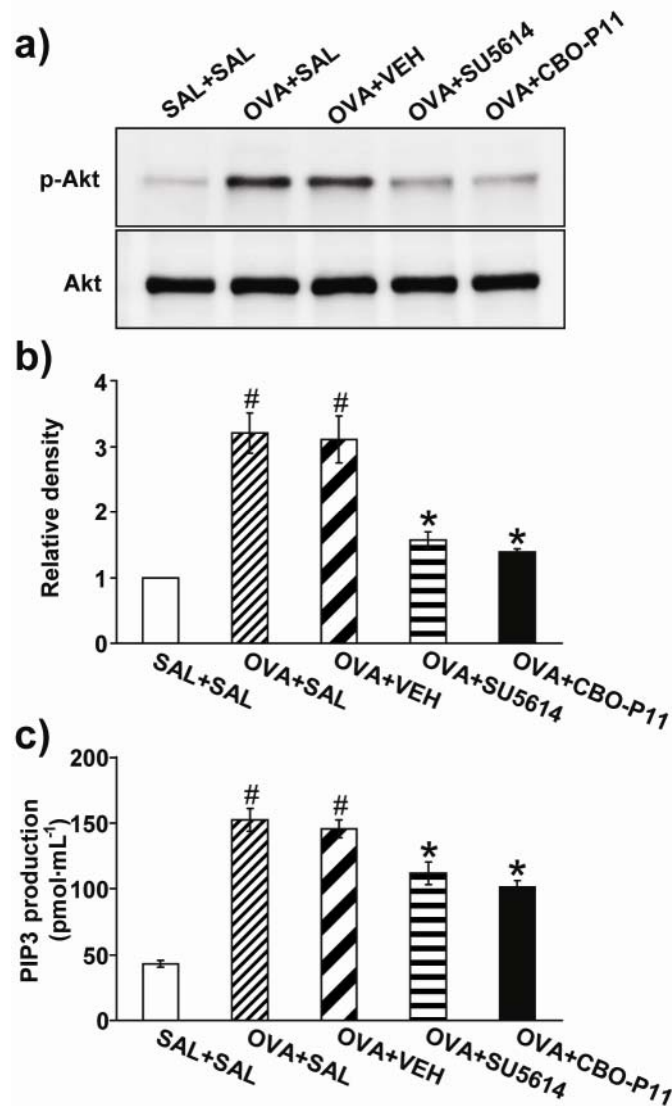 a)
SAL+SAL
OVA+SAL
OVA+VEH
OVA+SU5614
OVA+CBO-P11
p-Akt
Akt
b)
Relative density
4
3
2
1
0
#
#
*
*
SAL+SAL
OVA+SAL
OVA+VEH
OVA+SU5614
OVA+CBO-P11
c)
PIP3 production
(pmol·mL⁻¹)
200
150
100
50
0
#
#
*
*
SAL+SAL
OVA+SAL
OVA+VEH
OVA+SU5614
OVA+CBO-P11